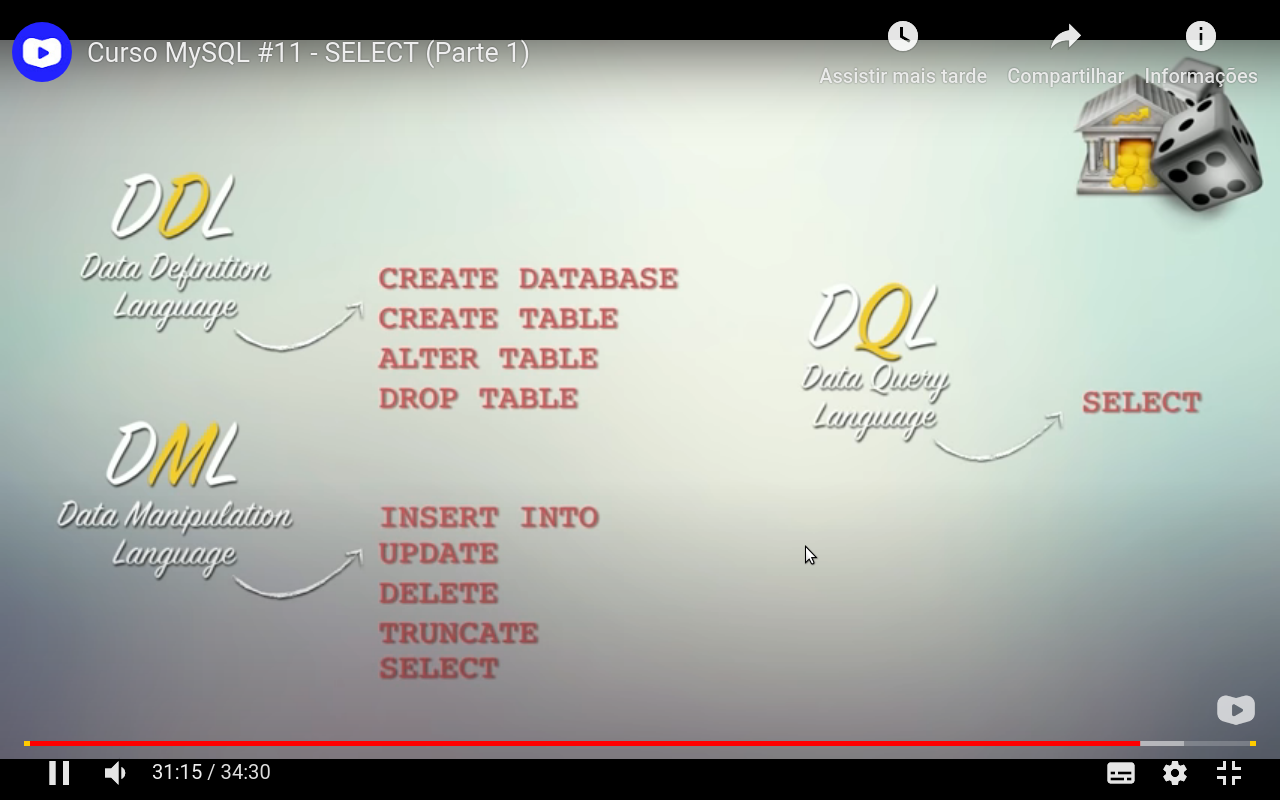 Curso MySQL #11 - SELECT (Parte 1)
Assistir mais tarde
Compartilhar
Informações
DDL
Data Definition
Language
CREATE DATABASE
CREATE TABLE
ALTER TABLE
DROP TABLE
DML
Data Manipulation
Language
INSERT INTO
UPDATE
DELETE
TRUNCATE
SELECT
DQL
Data Query
Language
SELECT
31:15 / 34:30